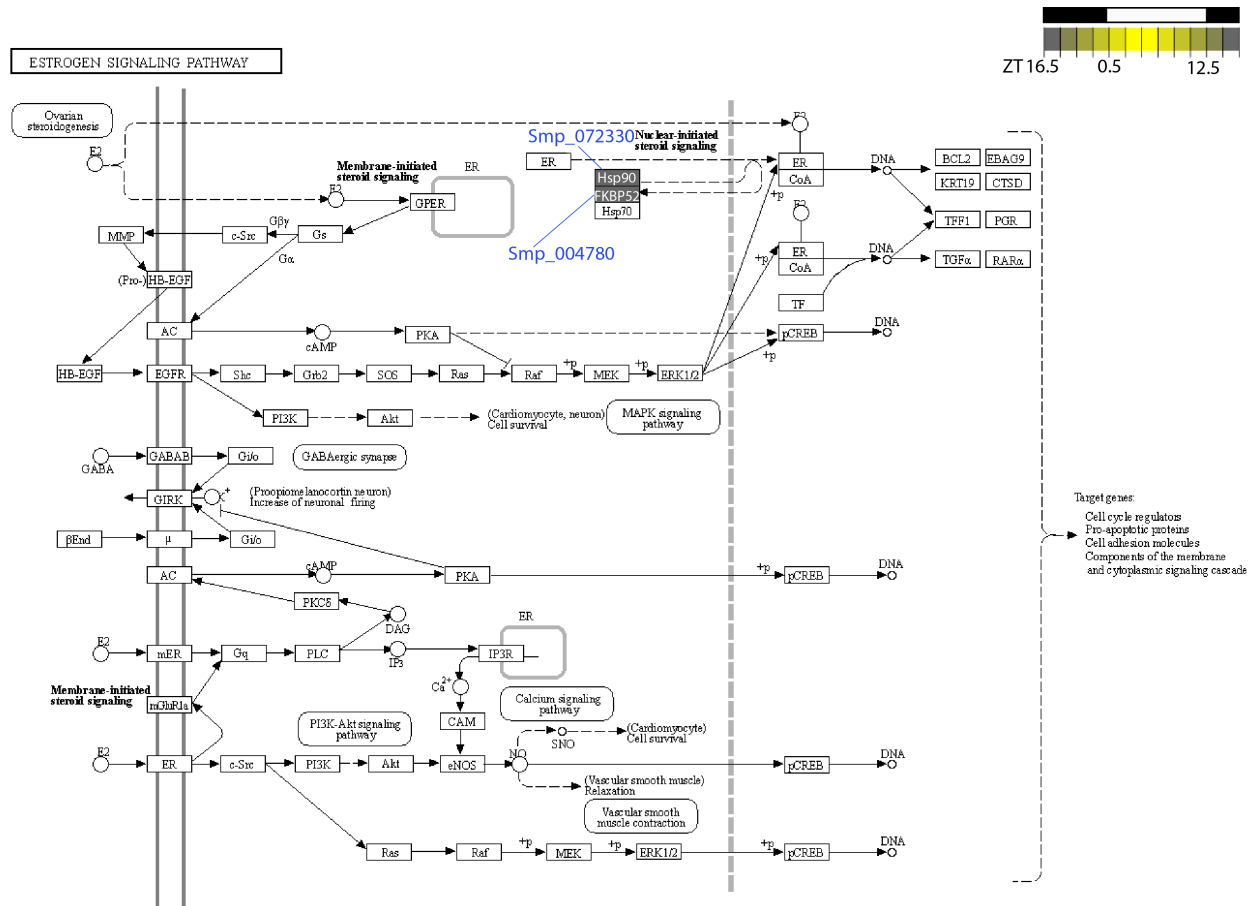 ZT 16.5 0.5 12.5
ESTROGEN SIGNALING PATHWAY
Ovarian
steroidogenesis
E2
E2
Smp_072330
Nuclear-initiated
steroid signaling
Membrane-initiated
steroid signaling
ER
ER
Hsp90
FKBP52
Hsp70
Smp_004780
E2
ER
CoA
+p
DNA
BCL2
EBAG9
KRT19
CTSD
TFF1
PGR
TGFα
RARα
E2
ER
CoA
+p
DNA
TF
GPER
Gβγ
MMP
c-Src
Gs
Gα
(Pro-)
HB-EGF
AC
cAMP
PKA
pCREB
DNA
+p
HB-EGF
EGFR
Shc
Grb2
SOS
Ras
Raf
+p
MEK
+p
ERK1/2
PI3K
Akt
(Cardiomyocyte, neuron)
Cell survival
MAPK signaling
pathway
GABA
GABAB
Gi/o
GABAergic synapse
GIRK
K+
(Proopiomelanocortin neuron)
Increase of neuronal firing
βEnd
μ
Gi/o
Target genes:
Cell cycle regulators
Pro-apoptotic proteins
Cell adhesion molecules
Components of the membrane
and cytoplasmic signaling cascade
AC
cAMP
PKA
+p
pCREB
DNA
PKCδ
DAG
ER
E2
mER
Gq
PLC
IP3
IP3R
Membrane-initiated
steroid signaling
mGluR1a
Ca2+
Calcium signaling
pathway
PI3K-Akt signaling
pathway
CAM
SNO
(Cardiomyocyte)
Cell survival
E2
ER
c-Src
PI3K
Akt
eNOS
NO
pCREB
DNA
(Vascular smooth muscle)
Relaxation
Vascular smooth
muscle contraction
Ras
Raf
+p
MEK
+p
ERK1/2
+p
pCREB
DNA